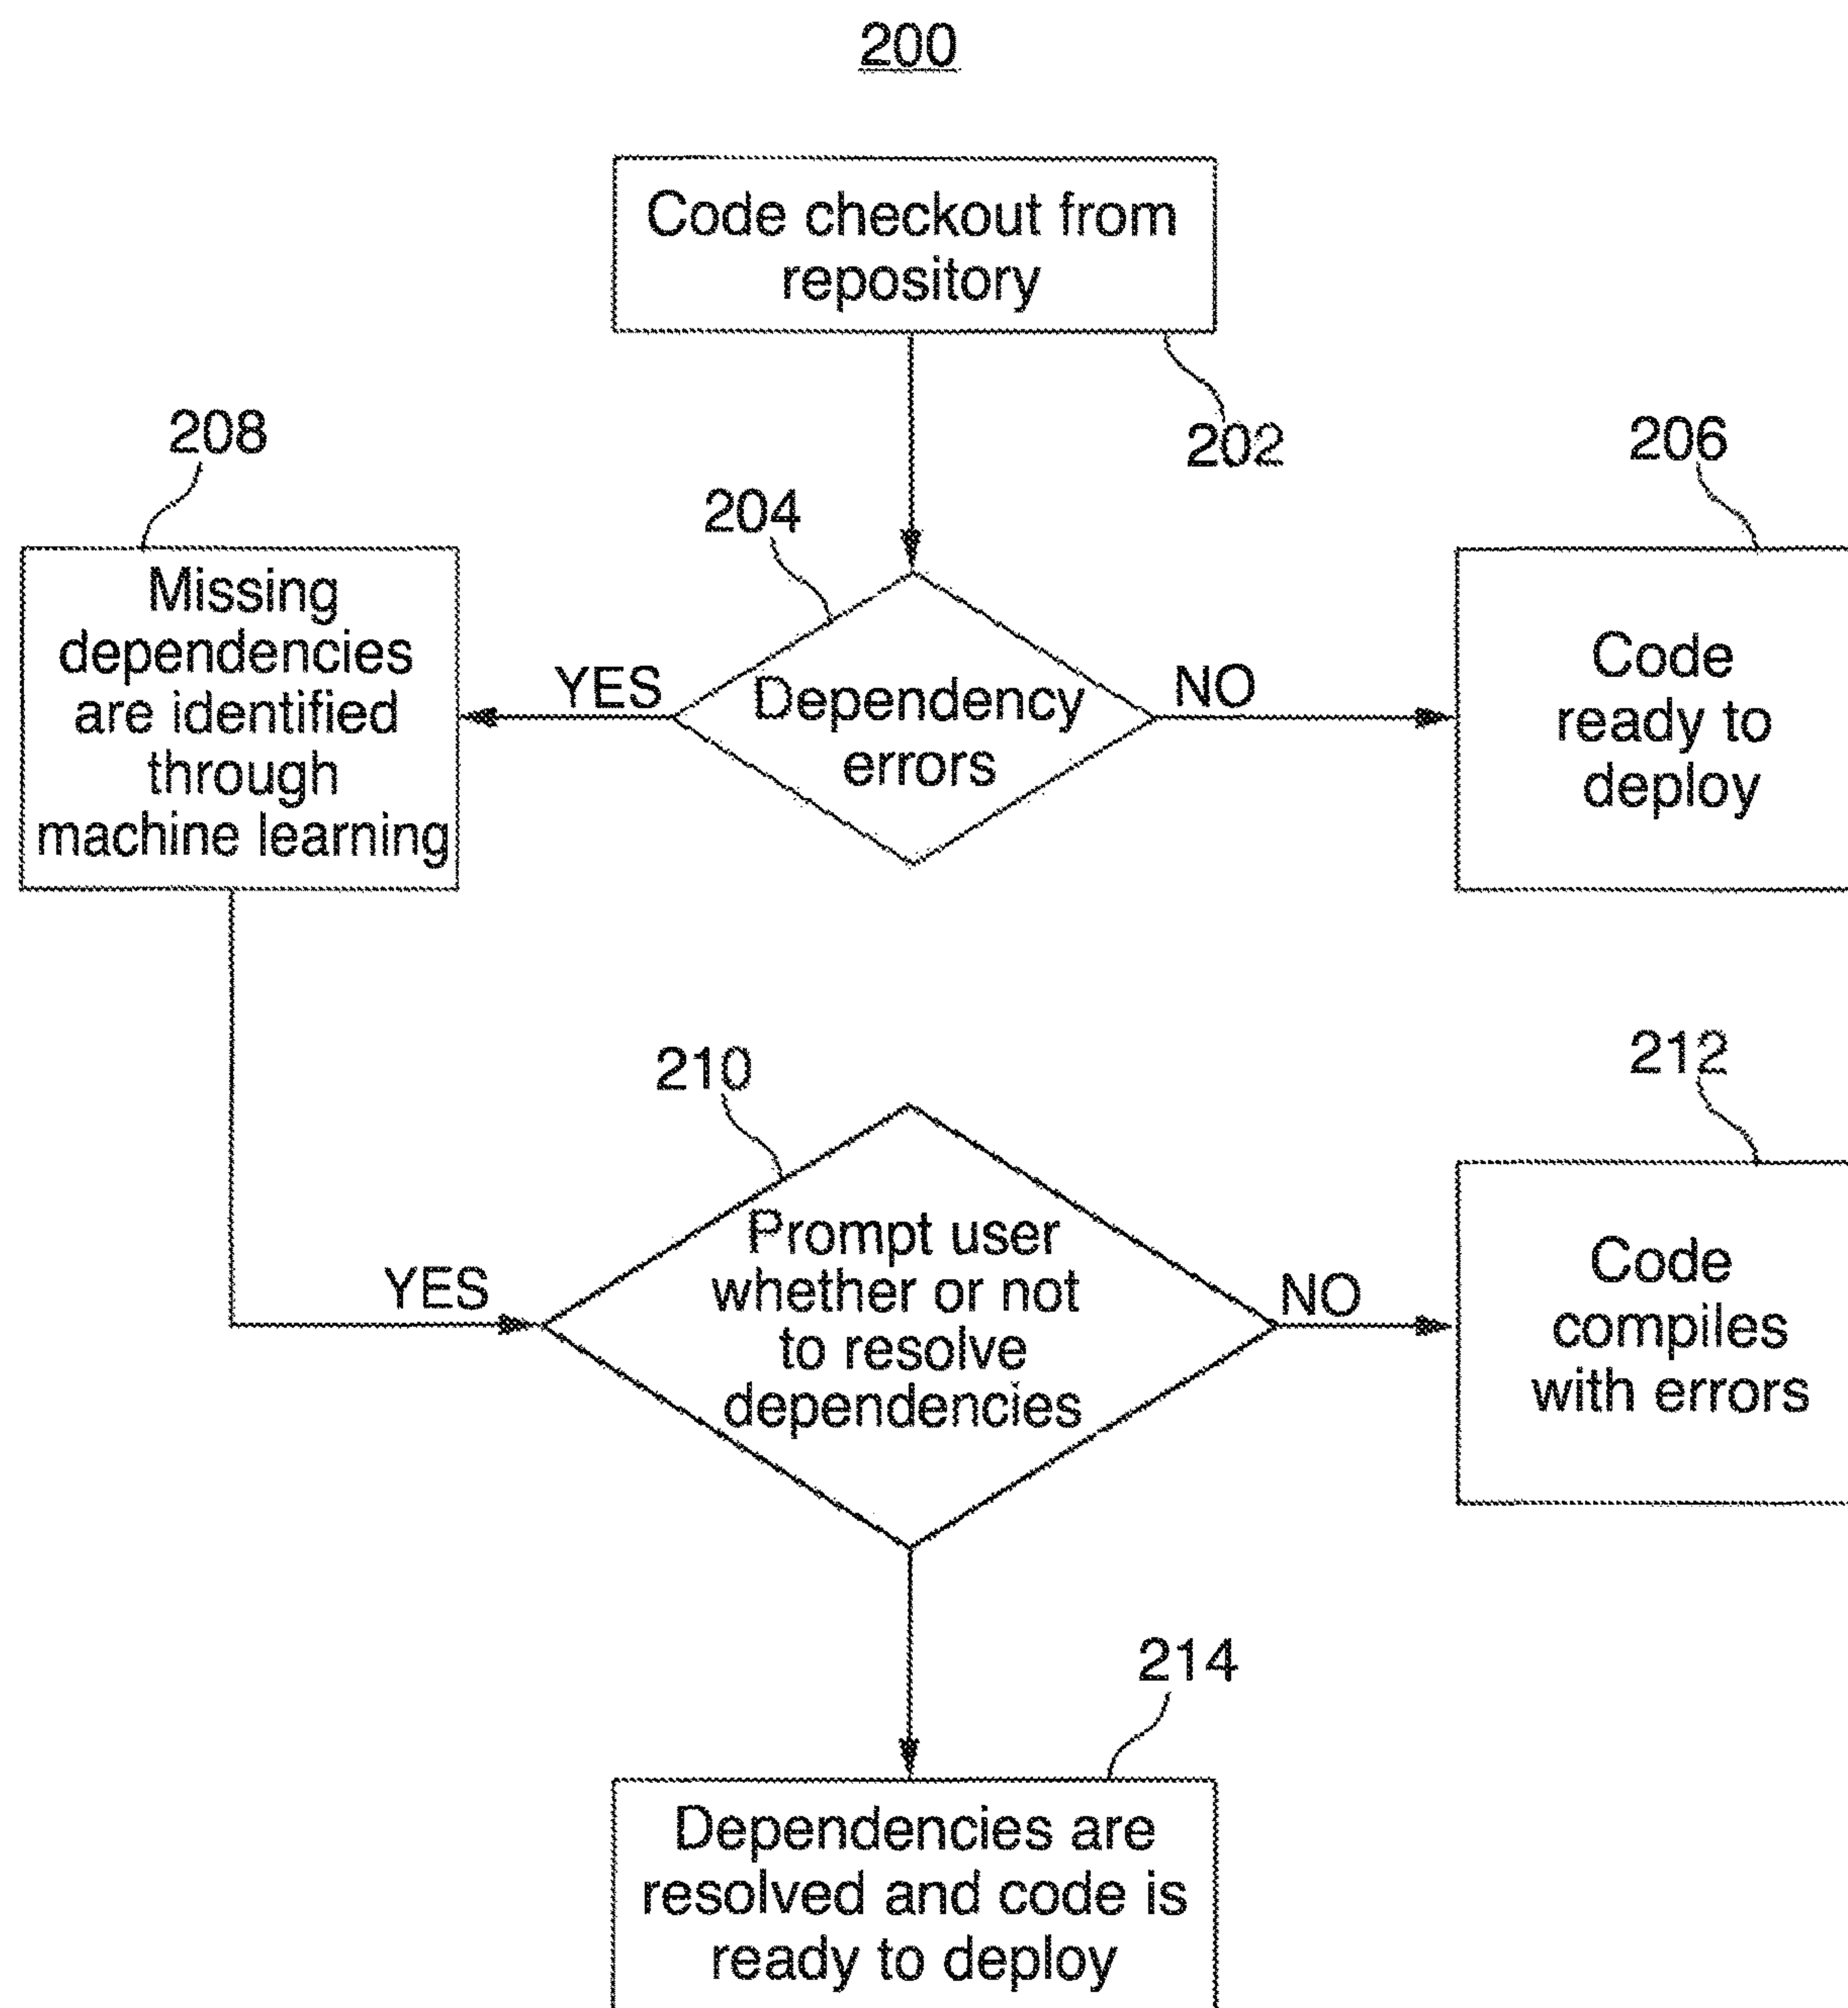 200
Code checkout from
repository
202
204
Dependency
errors
YES
NO
206
Code
ready to
deploy
208
Missing
dependencies
are identified
through
machine learning
210
Prompt user
whether or not
to resolve
dependencies
YES
NO
212
Code
compiles
with errors
214
Dependencies are
resolved and code is
ready to deploy